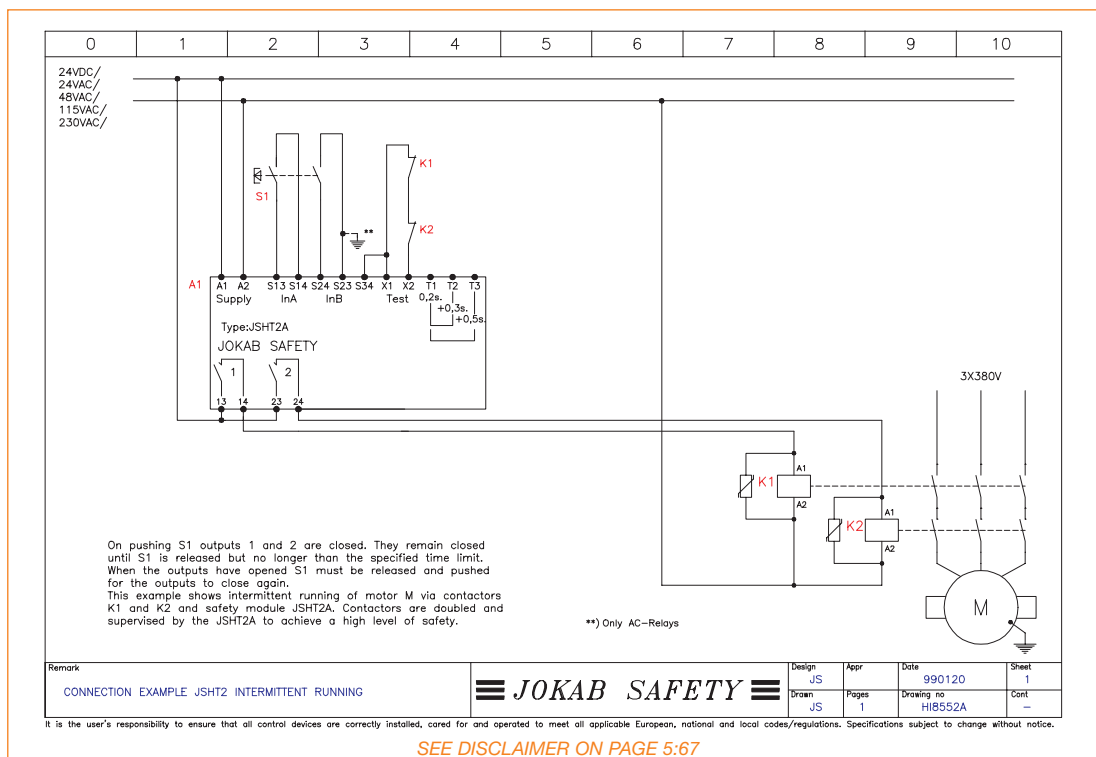 0 1 2 3 4 5 6 7 8 9 10
24VDC/
24VAC/
48VAC/
115VAC/
230VAC/
K1
S1
**
K2
A1
A1 A2 S13 S14 S24 S23 S34 X1 X2 T1 T2 T3
Supply InA InB Test 0,2s.
+0,3s.
+0,5s.
Type:JSHT2A
JOKAB SAFETY
1 2
13 14 23 24
3X380V
A1
K1
A2
A1
K2
A2
M
On pushing S1 outputs 1 and 2 are closed. They remain closed
until S1 is released but no longer than the specified time limit.
When the outputs have opened S1 must be released and pushed
for the outputs to close again.
This example shows intermittent running of motor M via contactors
K1 and K2 and safety module JSHT2A. Contactors are doubled and
supervised by the JSHT2A to achieve a high level of safety.
**) Only AC-Relays
Remark
CONNECTION EXAMPLE JSHT2 INTERMITTENT RUNNING
JOKAB SAFETY
Design Appr Date Sheet
JS 990120 1
Drawn Pages Drawing no Cont
JS 1 HI8552A -
It is the user's responsibility to ensure that all control devices are correctly installed, cared for and operated to meet all applicable European, national and local codes/regulations. Specifications subject to change without notice.
SEE DISCLAIMER ON PAGE 5:67